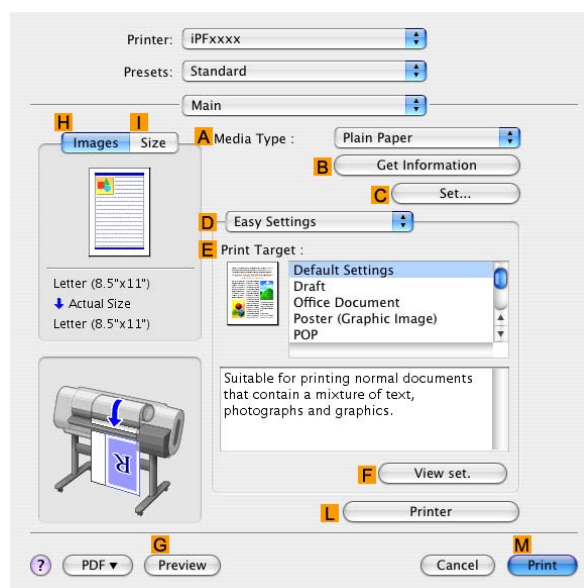 Printer: iPFxxxx
Presets: Standard
Main
H I
Images Size
A Media Type : Plain Paper
B Get Information
C Set...
D Easy Settings
E Print Target :
Default Settings
Draft
Office Document
Poster (Graphic Image)
POP
Letter (8.5"x11")
Actual Size
Letter (8.5"x11")
Suitable for printing normal documents
that contain a mixture of text,
photographs and graphics.
R
F View set.
L Printer
G M
? PDF ▼ Preview Cancel Print